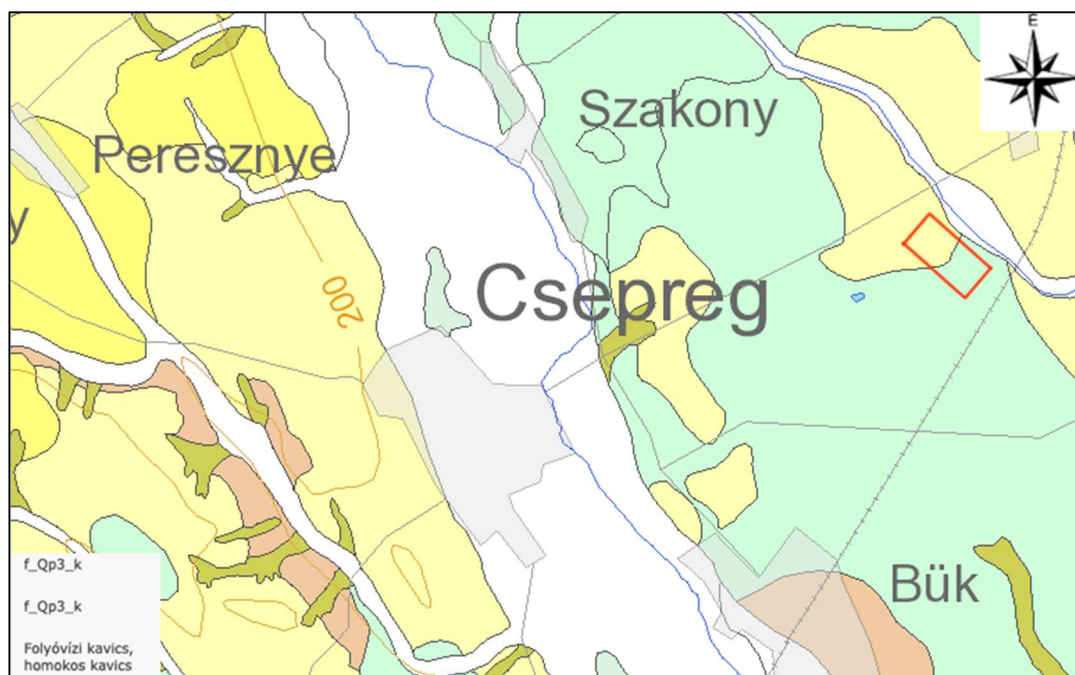 É
Szakony
Peresznye
y
Csepreg
200
Bük
f_Qp3_k
f_Qp3_k
Folyóvízi kavics,
homokos kavics